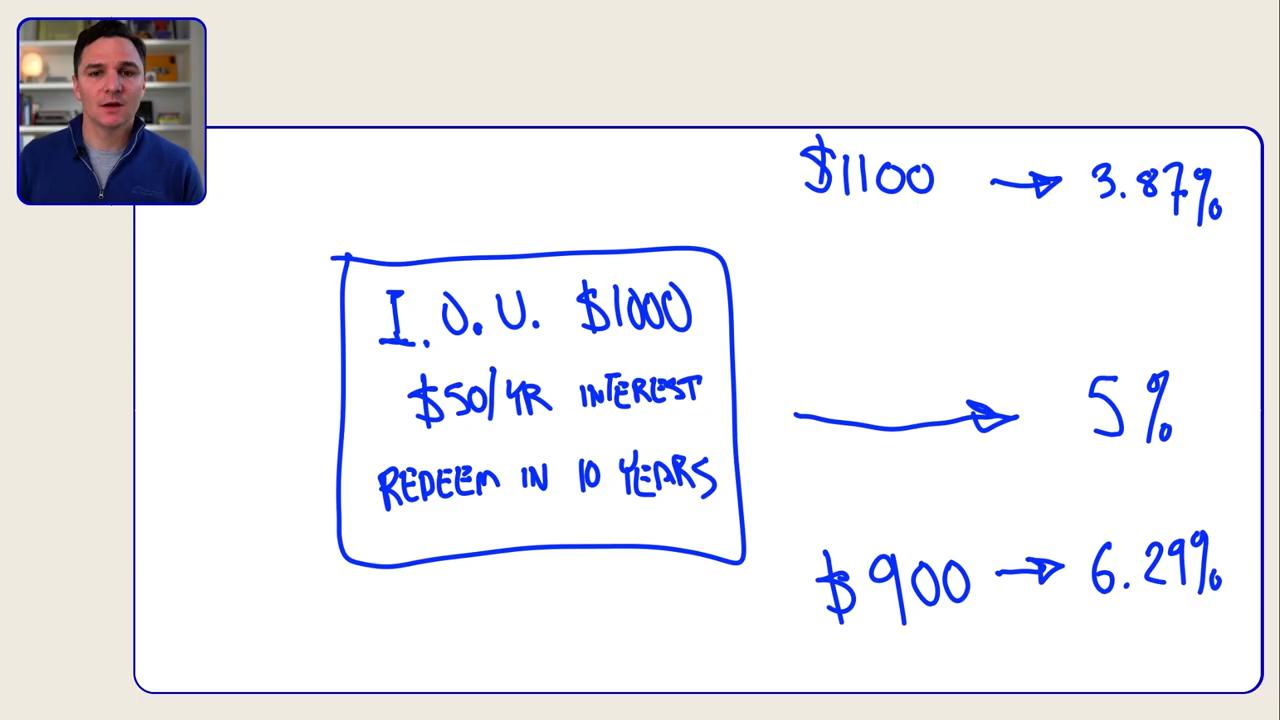 $1100 → 3.87%
I.O.U. $1000
$50/YR INTEREST
→ 5%
REDEEM IN 10 YEARS
$900 → 6.29%